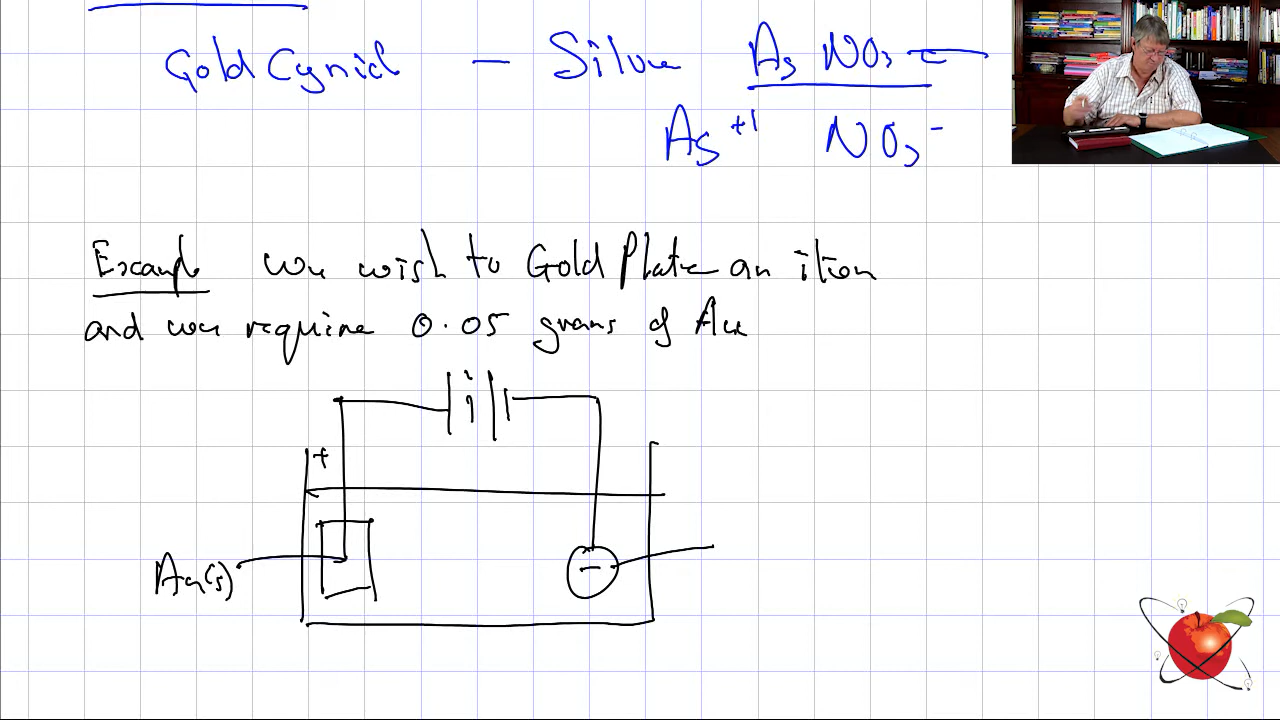 Gold Cynid - Silve Ag NO3
Ag+1 NO3-
Example we wish to Gold Plate an item
and we require 0.05 grams of Au
+
Au(s)
-